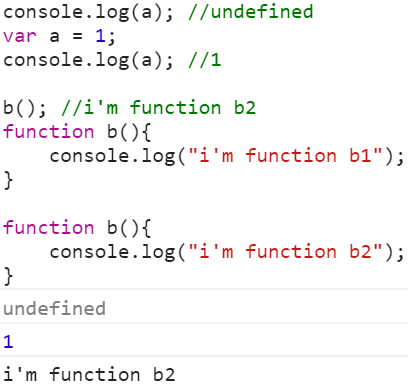 console.log(a); //undefined
var a = 1;
console.log(a); //1
b(); //i'm function b2
function b(){
    console.log("i'm function b1");
}
function b(){
    console.log("i'm function b2");
}
undefined
1
i'm function b2